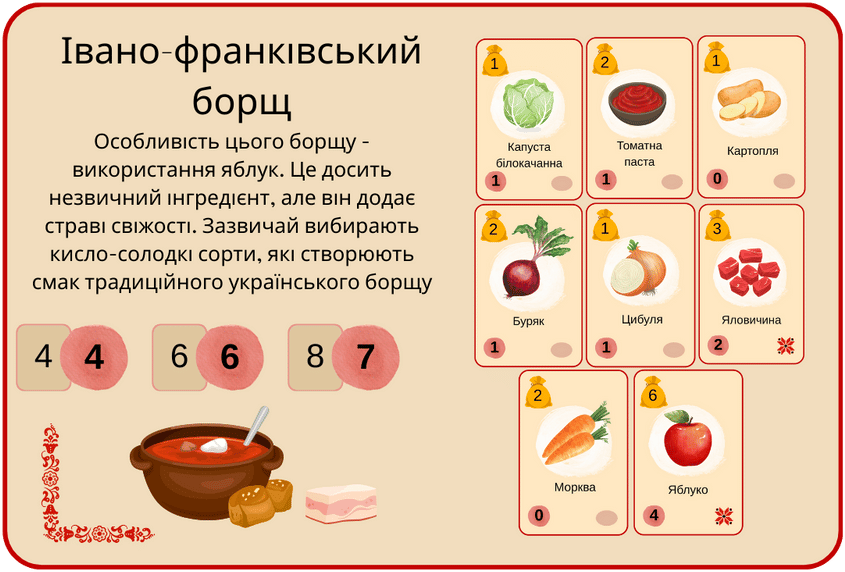 Івано-франківський
борщ
Особливість цього борщу -
використання яблук. Це досить
незвичний інгредієнт, але він додає
страві свіжості. Зазвичай вибирають
кисло-солодкі сорти, які створюють
смак традиційного українського борщу
4 4 6 6 8 7
1
Капуста
білокачанна
1
2
Томатна
паста
1
1
Картопля
0
2
Буряк
1
1
Цибуля
1
3
Яловичина
2
2
Морква
0
6
Яблуко
4